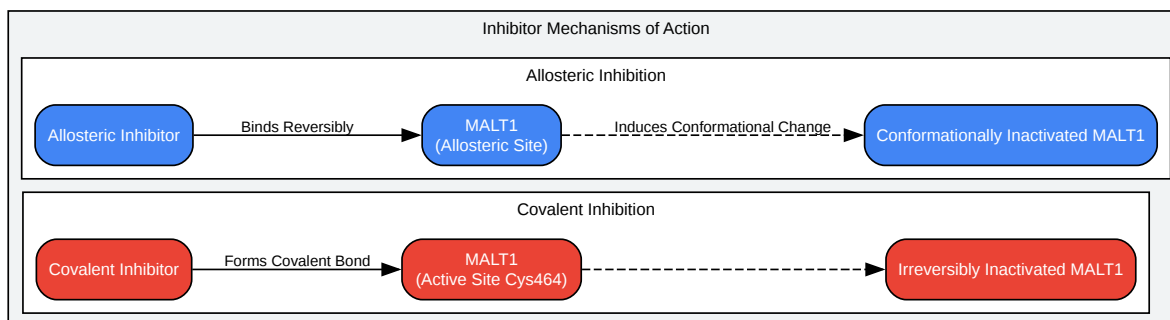 Inhibitor Mechanisms of Action
Allosteric Inhibition
Allosteric Inhibitor
Binds Reversibly
MALT1
(Allosteric Site)
Induces Conformational Change
Conformationally Inactivated MALT1
Covalent Inhibition
Covalent Inhibitor
Forms Covalent Bond
MALT1
(Active Site Cys464)
Irreversibly Inactivated MALT1